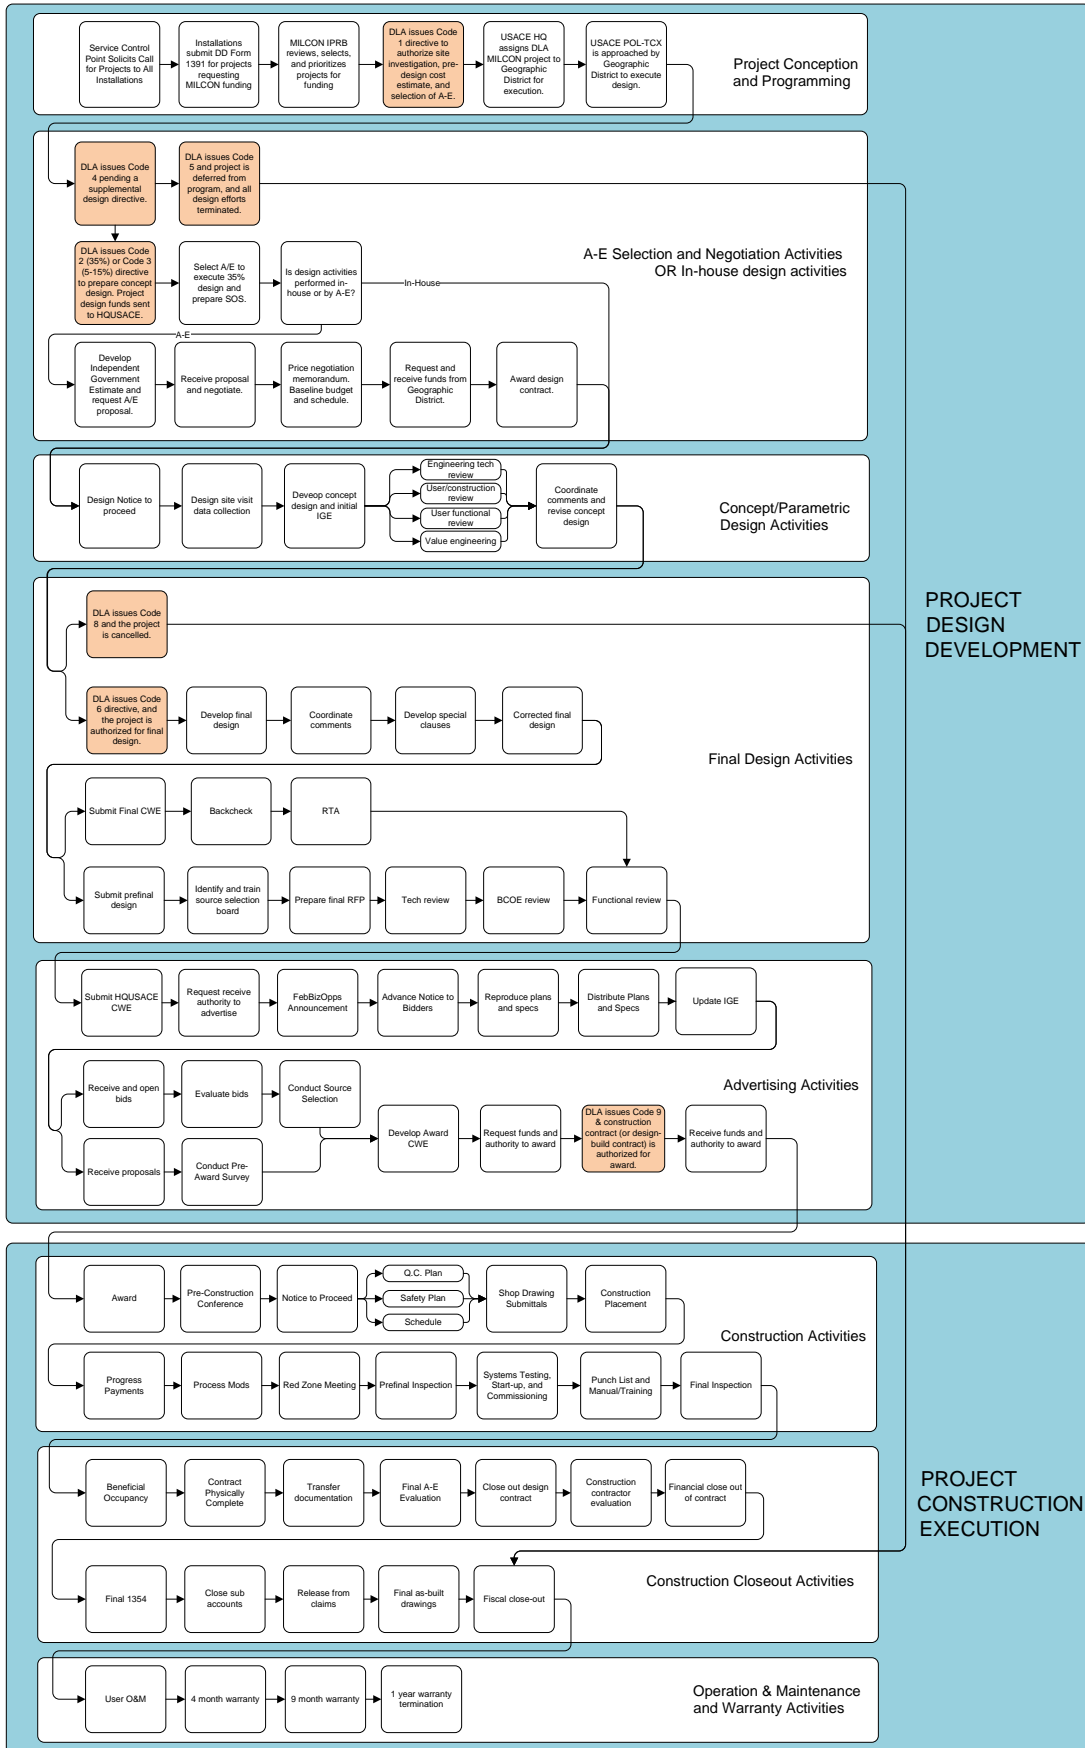 Service Control
Point Solicits Call
for Projects to All
Installations
Installations
submit DD Form
1391 for projects
requesting
MILCON funding
MILCON IPRB
reviews, selects,
and prioritizes
projects for
funding
DLA issues Code
1 directive to
authorize site
investigation, pre-
design cost
estimate, and
selection of A-E.
USACE HQ
assigns DLA
MILCON project to
Geographic
District for
execution.
USACE POL-TCX
is approached by
Geographic
District to execute
design.
Project Conception
and Programming
DLA issues Code
4 pending a
supplemental
design directive.
DLA issues Code
5 and project is
deferred from
program, and all
design efforts
terminated.
A-E Selection and Negotiation Activities
OR In-house design activities
DLA issues Code
2 (35%) or Code 3
(5-15%) directive
to prepare concept
design. Project
design funds sent
to HQUSACE.
Select A/E to
execute 35%
design and
prepare SOS.
Is design activities
performed in-
house or by A-E?
In-House
A-E
Develop
Independent
Government
Estimate and
request A/E
proposal.
Receive proposal
and negotiate.
Price negotiation
memorandum.
Baseline budget
and schedule.
Request and
receive funds from
Geographic
District.
Award design
contract.
Design Notice to
proceed
Design site visit
data collection
Deveop concept
design and initial
IGE
Engineering tech
review
User/construction
review
User functional
review
Value engineering
Coordinate
comments and
revise concept
design
Concept/Parametric
Design Activities
DLA issues Code
8 and the project
is cancelled.
PROJECT
DESIGN
DEVELOPMENT
DLA issues Code
6 directive, and
the project is
authorized for final
design.
Develop final
design
Coordinate
comments
Develop special
clauses
Corrected final
design
Final Design Activities
Submit Final CWE
Backcheck
RTA
Submit prefinal
design
Identify and train
source selection
board
Prepare final RFP
Tech review
BCOE review
Functional review
Submit HQUSACE
CWE
Request receive
authority to
advertise
FebBizOpps
Announcement
Advance Notice to
Bidders
Reproduce plans
and specs
Distribute Plans
and Specs
Update IGE
Advertising Activities
Receive and open
bids
Evaluate bids
Conduct Source
Selection
Receive proposals
Conduct Pre-
Award Survey
Develop Award
CWE
Request funds and
authority to award
DLA issues Code 9
& construction
contract (or design-
build contract) is
authorized for
award.
Receive funds and
authority to award
Award
Pre-Construction
Conference
Notice to Proceed
Q.C. Plan
Safety Plan
Schedule
Shop Drawing
Submittals
Construction
Placement
Construction Activities
Progress
Payments
Process Mods
Red Zone Meeting
Prefinal Inspection
Systems Testing,
Start-up, and
Commissioning
Punch List and
Manual/Training
Final Inspection
PROJECT
CONSTRUCTION
EXECUTION
Beneficial
Occupancy
Contract
Physically
Complete
Transfer
documentation
Final A-E
Evaluation
Close out design
contract
Construction
contractor
evaluation
Financial close out
of contract
Construction Closeout Activities
Final 1354
Close sub
accounts
Release from
claims
Final as-built
drawings
Fiscal close-out
User O&M
4 month warranty
9 month warranty
1 year warranty
termination
Operation & Maintenance
and Warranty Activities